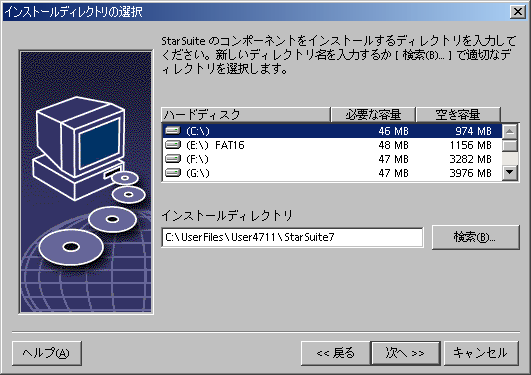 インストールディレクトリの選択
StarSuite のコンポーネントをインストールするディレクトリを入力して
ください。新しいディレクトリ名を入力するか [ 検索(B)... ] で適切なデ
ィレクトリを選択します。
ハードディスク 必要な容量 空き容量
(C:\) 46 MB 974 MB
(E:\) FAT16 48 MB 1156 MB
(F:\) 47 MB 3282 MB
(G:\) 47 MB 3976 MB
インストールディレクトリ
C:\UserFiles\User4711\StarSuite7 検索(B)...
ヘルプ(A) << 戻る 次へ >> キャンセル